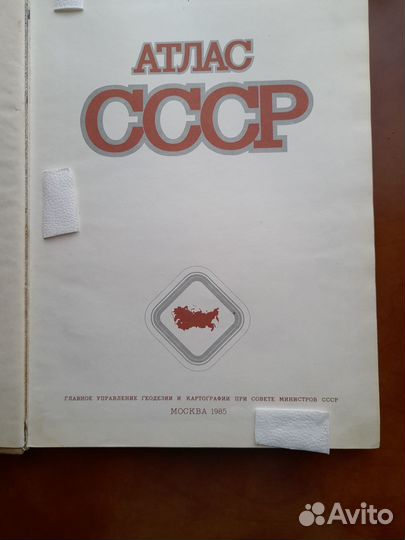 АТЛАС
СССР
ГЛАВНОЕ УПРАВЛЕНИЕ ГЕОДЕЗИИ И КАРТОГРАФИИ ПРИ СОВЕТЕ МИНИСТРОВ СССР
МОСКВА 1985
Avito